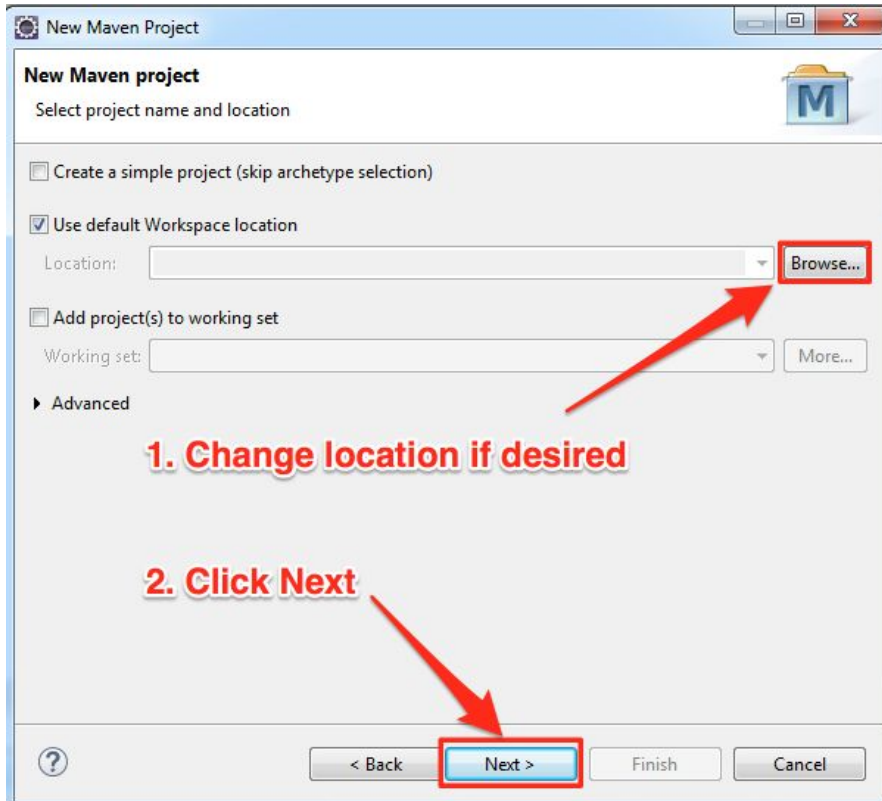 New Maven Project
New Maven project
Select project name and location
M
Create a simple project (skip archetype selection)
Use default Workspace location
Location:
Browse...
Add project(s) to working set
Working set:
More...
Advanced
1. Change location if desired
2. Click Next
?
< Back
Next >
Finish
Cancel